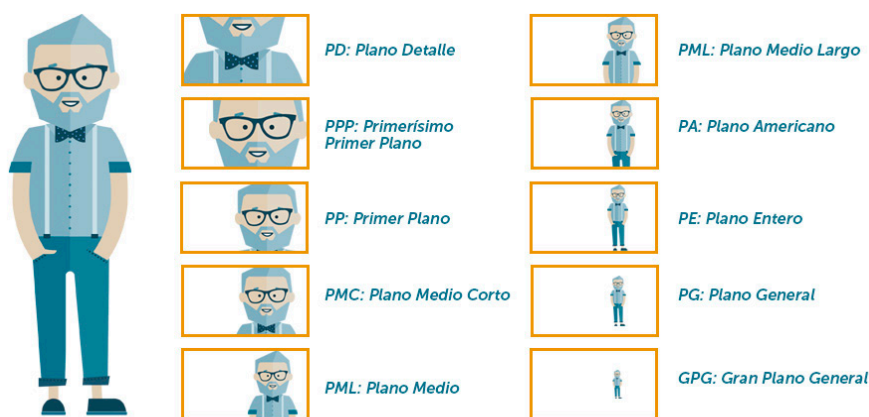 PD: Plano Detalle
PPP: Primerísimo
Primer Plano
PP: Primer Plano
PMC: Plano Medio Corto
PML: Plano Medio
PML: Plano Medio Largo
PA: Plano Americano
PE: Plano Entero
PG: Plano General
GPG: Gran Plano General